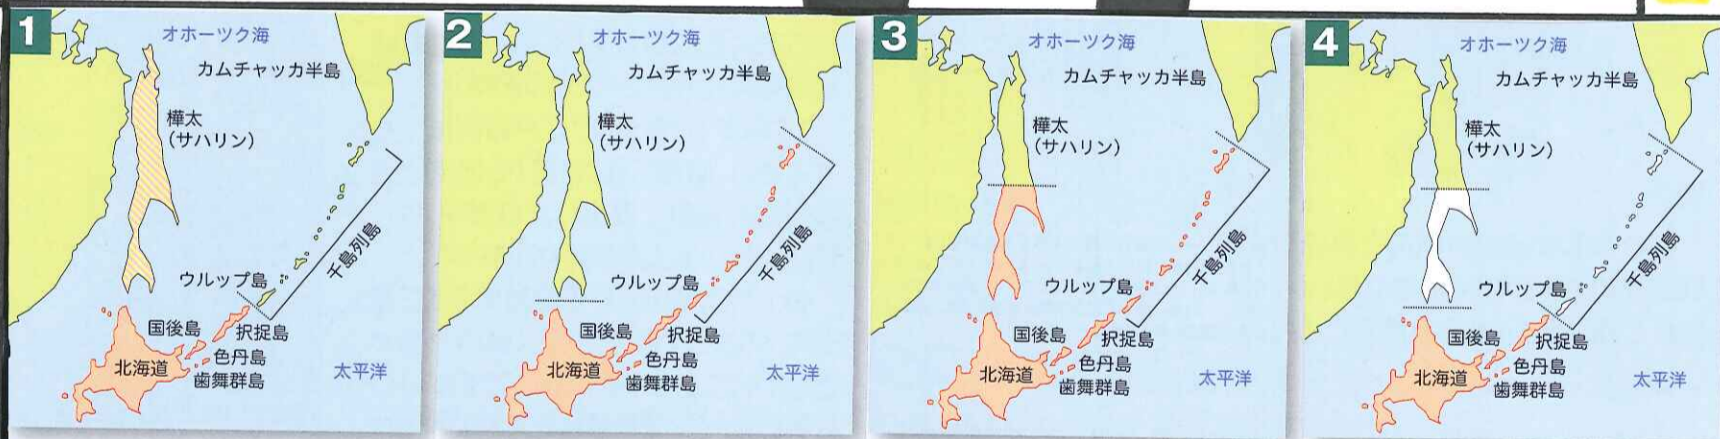 1
オホーツク海
カムチャッカ半島
樺太
(サハリン)
千島列島
ウルップ島
国後島
択捉島
色丹島
歯舞群島
北海道
太平洋
2
オホーツク海
カムチャッカ半島
樺太
(サハリン)
千島列島
ウルップ島
国後島
択捉島
色丹島
歯舞群島
北海道
太平洋
3
オホーツク海
カムチャッカ半島
樺太
(サハリン)
千島列島
ウルップ島
国後島
択捉島
色丹島
歯舞群島
北海道
太平洋
4
オホーツク海
カムチャッカ半島
樺太
(サハリン)
千島列島
ウルップ島
国後島
択捉島
色丹島
歯舞群島
北海道
太平洋